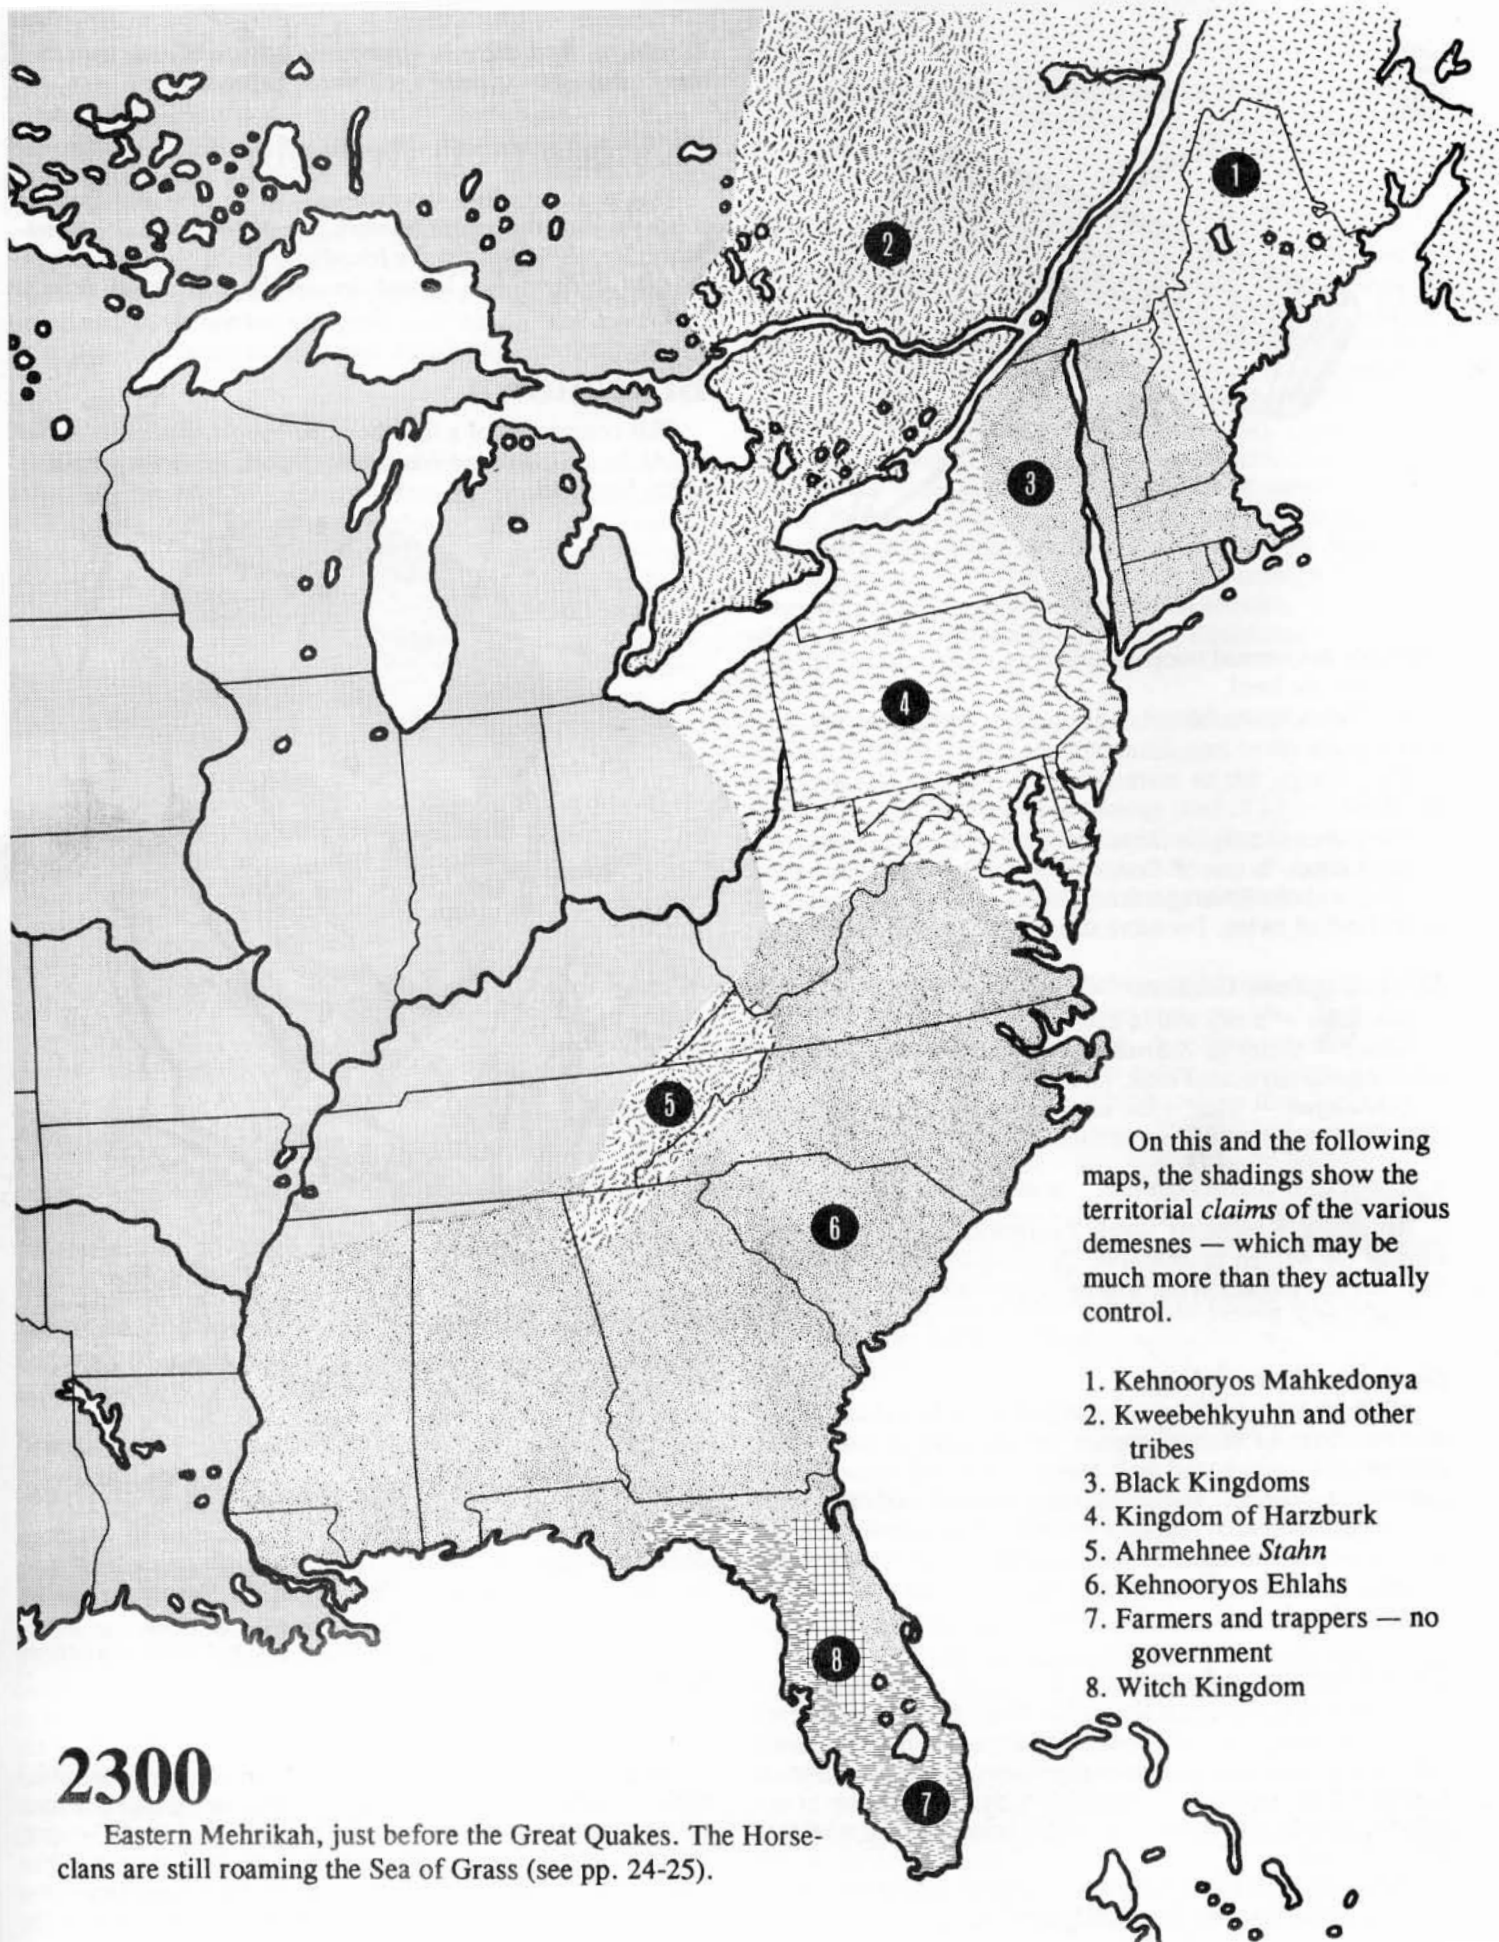 1
2
3
4
5
6
7
8
On this and the following
maps, the shadings show the
territorial claims of the various
demesnes — which may be
much more than they actually
control.
1. Kehnooryos Mahkedonya
2. Kweebehkyuhn and other
tribes
3. Black Kingdoms
4. Kingdom of Harzburk
5. Ahrmehnee Stahn
6. Kehnooryos Ehlahs
7. Farmers and trappers — no
government
8. Witch Kingdom
2300
Eastern Mehrikah, just before the Great Quakes. The Horse-
clans are still roaming the Sea of Grass (see pp. 24-25).